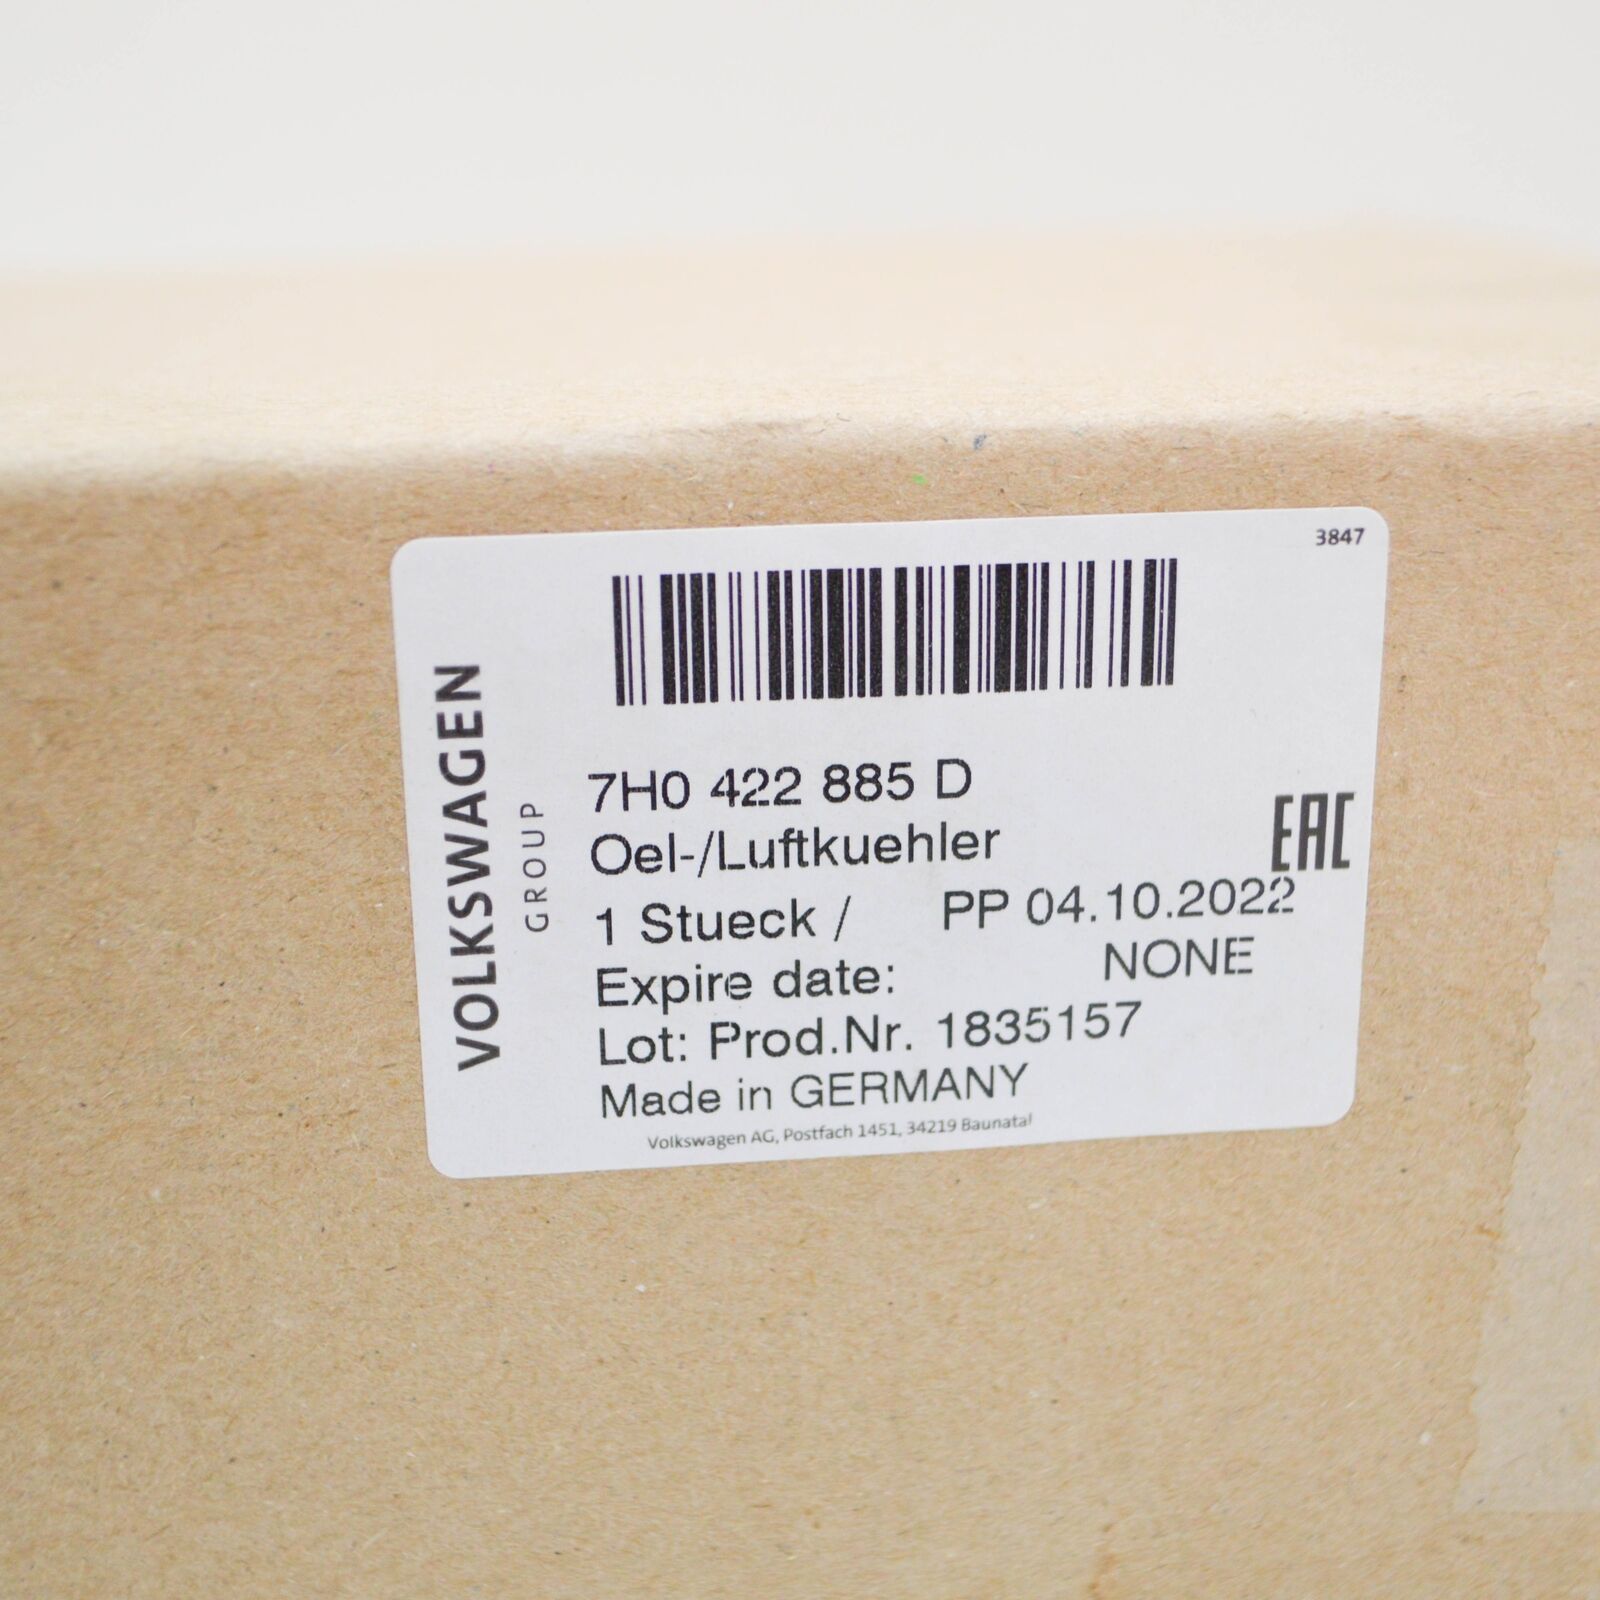 3847
VOLKSWAGEN
GROUP
7H0 422 885 D
Oel-/Luftkuehler
EAC
1 Stueck / PP 04.10.2022
Expire date: NONE
Lot: Prod.Nr. 1835157
Made in GERMANY
Volkswagen AG, Postfach 1451, 34219 Baunatal